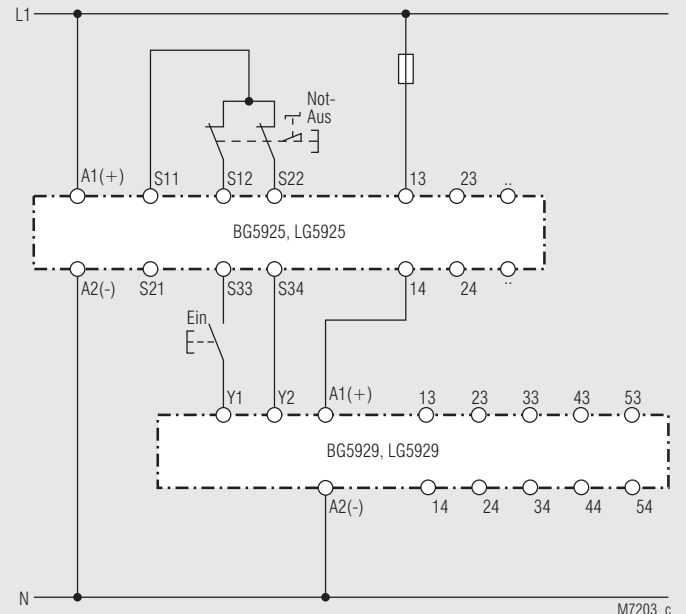 L1
Not-
Aus
A1(+) S11 S12 S22 13 23 ..
BG5925, LG5925
A2(-) S21 S33 S34 14 24 ..
Ein
Y1 Y2 A1(+) 13 23 33 43 53
BG5929, LG5929
A2(-) 14 24 34 44 54
N
M7203_c